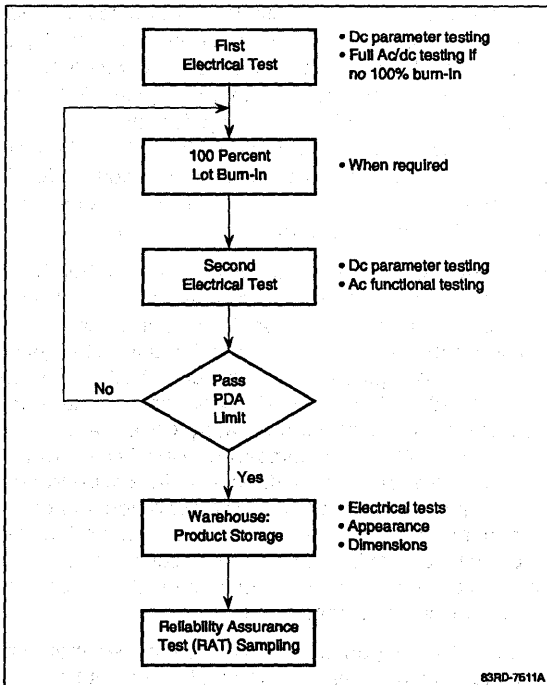 First
Electrical Test
• Dc parameter testing
• Full Ac/dc testing if
no 100% burn-in
100 Percent
Lot Burn-In
• When required
Second
Electrical Test
• Dc parameter testing
• Ac functional testing
No
Pass
PDA
Limit
Yes
Warehouse:
Product Storage
• Electrical tests
• Appearance
• Dimensions
Reliability Assurance
Test (RAT) Sampling
83RD-7611A